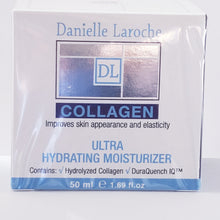 Danielle Laroche
DL
COLLAGEN
Improves skin appearance and elasticity
ULTRA
HYDRATING MOISTURIZER
Contains: √ Hydrolyzed Collagen √ DuraQuench IQ™
50 ml e 1.69 fl.oz